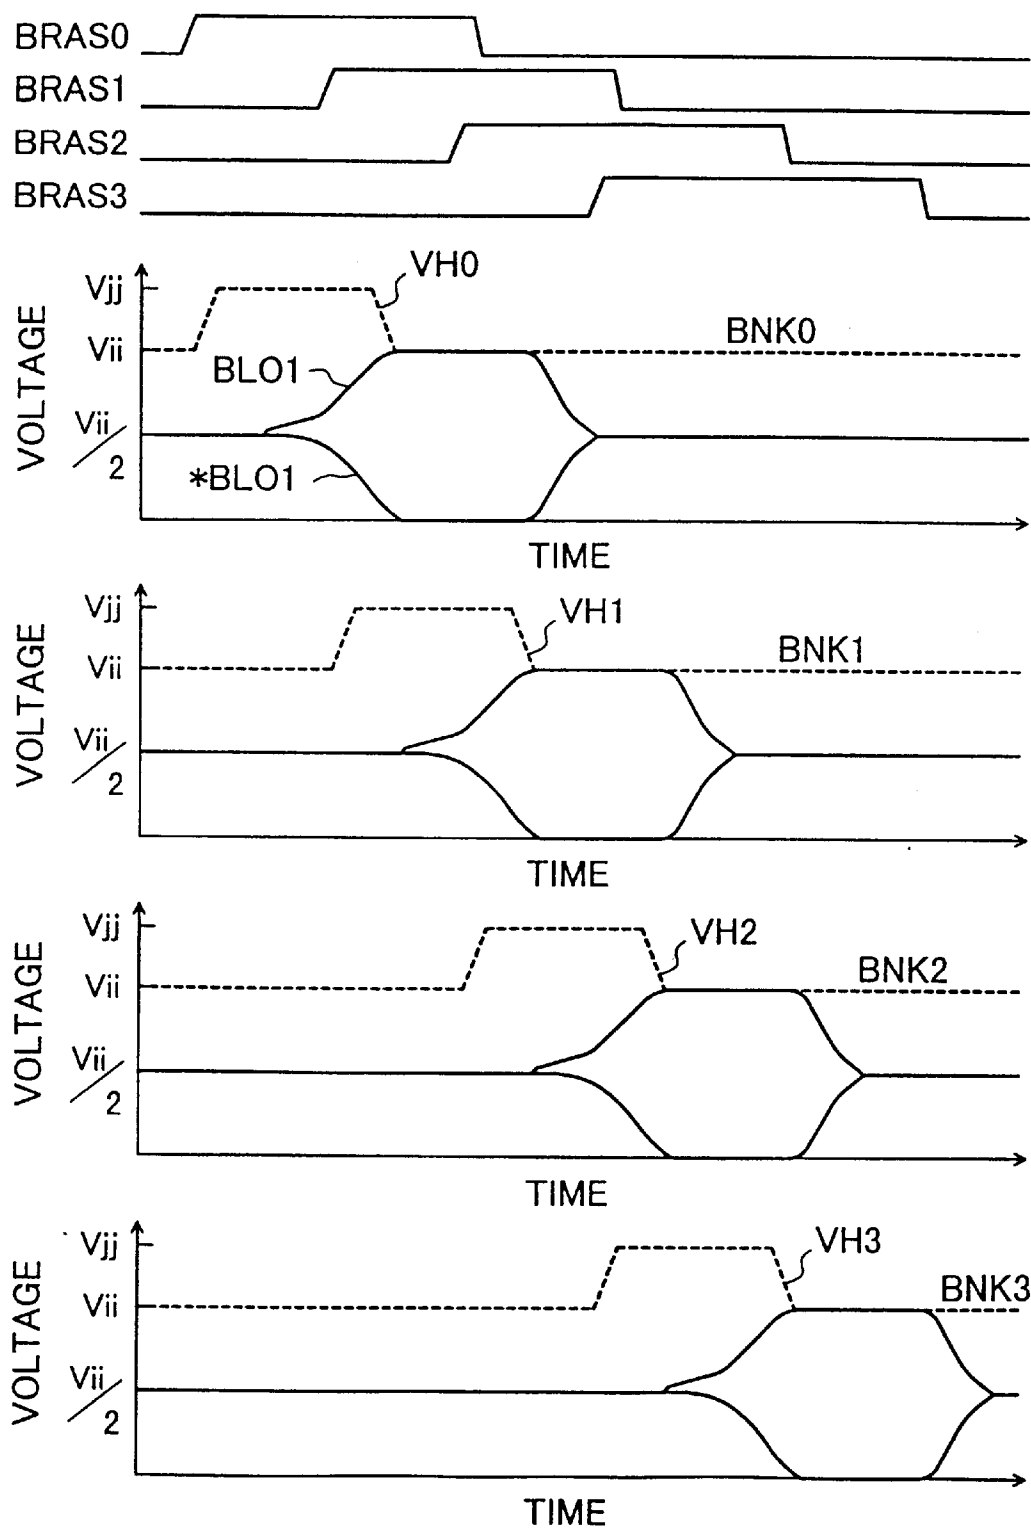 BRAS0
BRAS1
BRAS2
BRAS3
VOLTAGE
Vjj
Vii
Vii/2
VH0
BNK0
BLO1
*BLO1
TIME
VOLTAGE
Vjj
Vii
Vii/2
VH1
BNK1
TIME
VOLTAGE
Vjj
Vii
Vii/2
VH2
BNK2
TIME
VOLTAGE
Vjj
Vii
Vii/2
VH3
BNK3
TIME